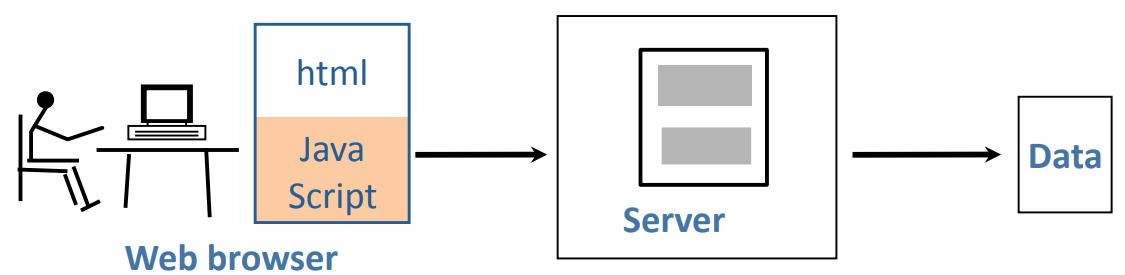 html
Java
Script
Web browser
Server
Data